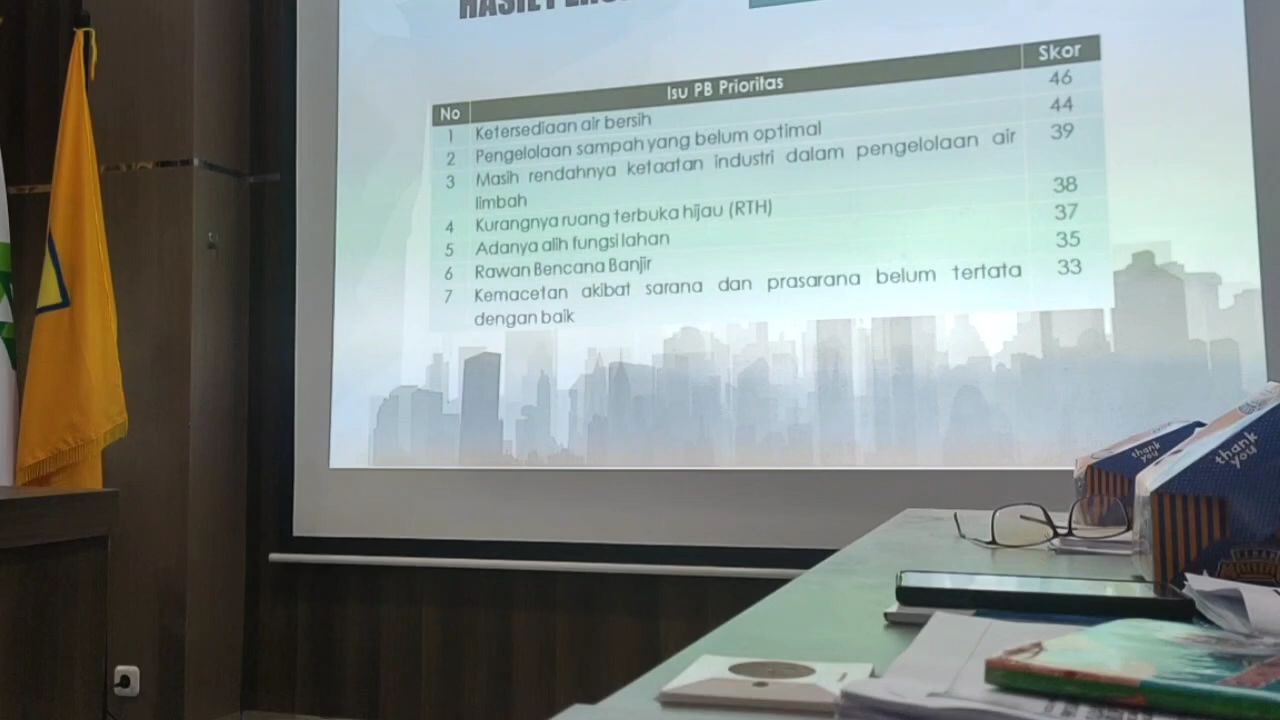 No Isu PB Prioritas Skor
1 Ketersediaan air bersih 46
2 Pengelolaan sampah yang belum optimal 44
3 Masih rendahnya ketaatan industri dalam pengelolaan air 39
limbah
4 Kurangnya ruang terbuka hijau (RTH) 38
5 Adanya alih fungsi lahan 37
6 Rawan Bencana Banjir 35
7 Kemacetan akibat sarana dan prasarana belum tertata 33
dengan baik
thank
you
thank
you